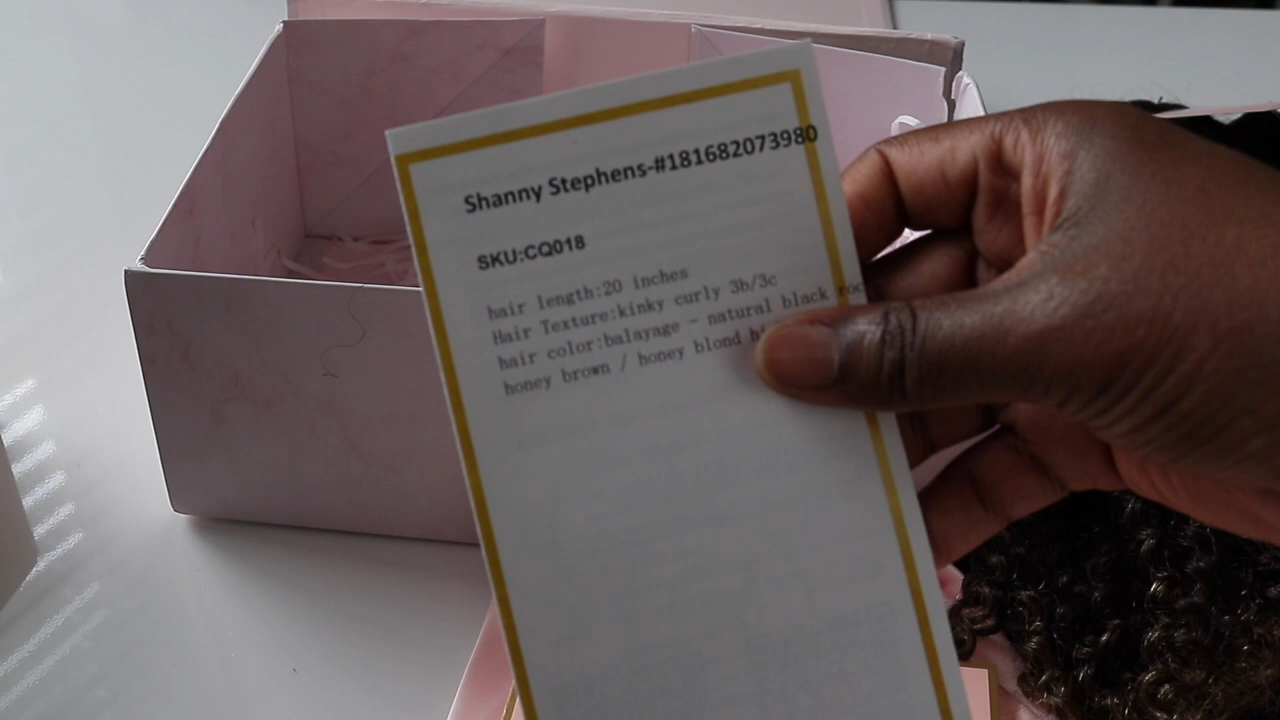 Shanny Stephens-#181682073980
SKU:CQ018
hair length:20 inches
Hair Texture:kinky curly 3b/3c
hair color:balayage - natural black
honey brown / honey blond